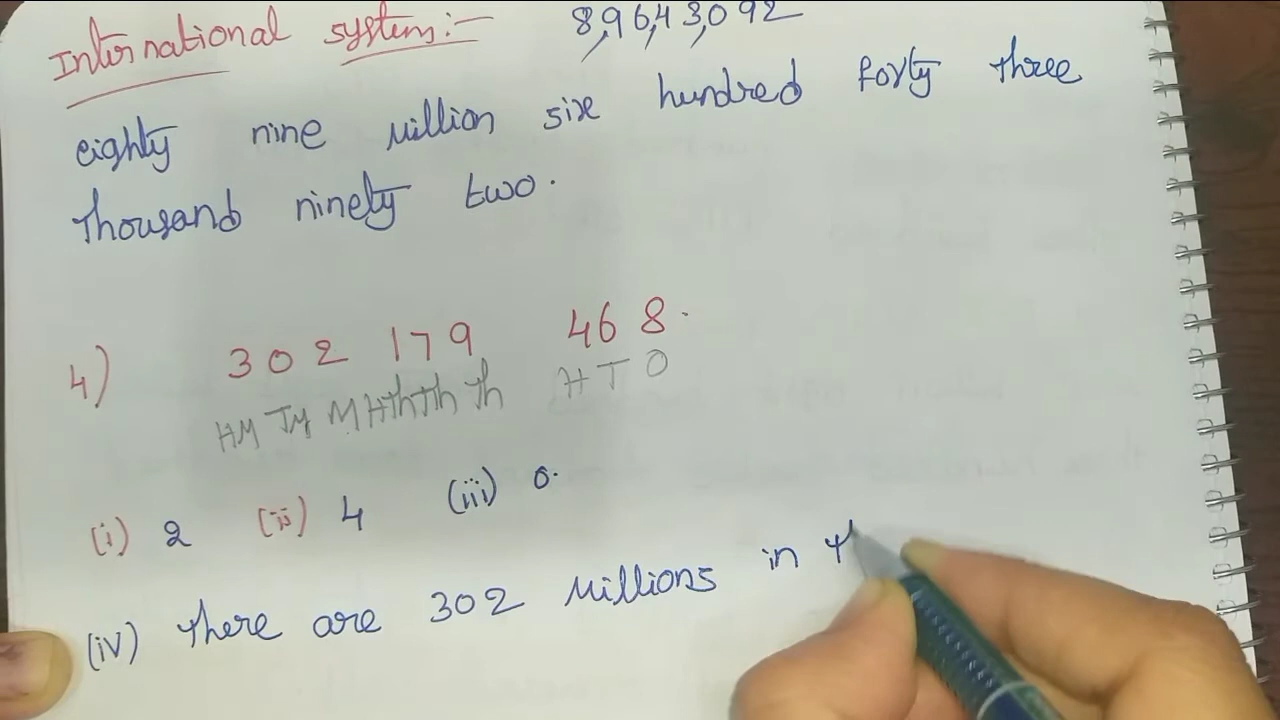 International system:-  8,96,43,092
eighty nine million six hundred forty three
thousand ninety two.
4) 302 179 468.
HM TM M HTh TTh Th H T O
(i) 2 (ii) 4 (iii) 0.
(iv) There are 302 Millions in